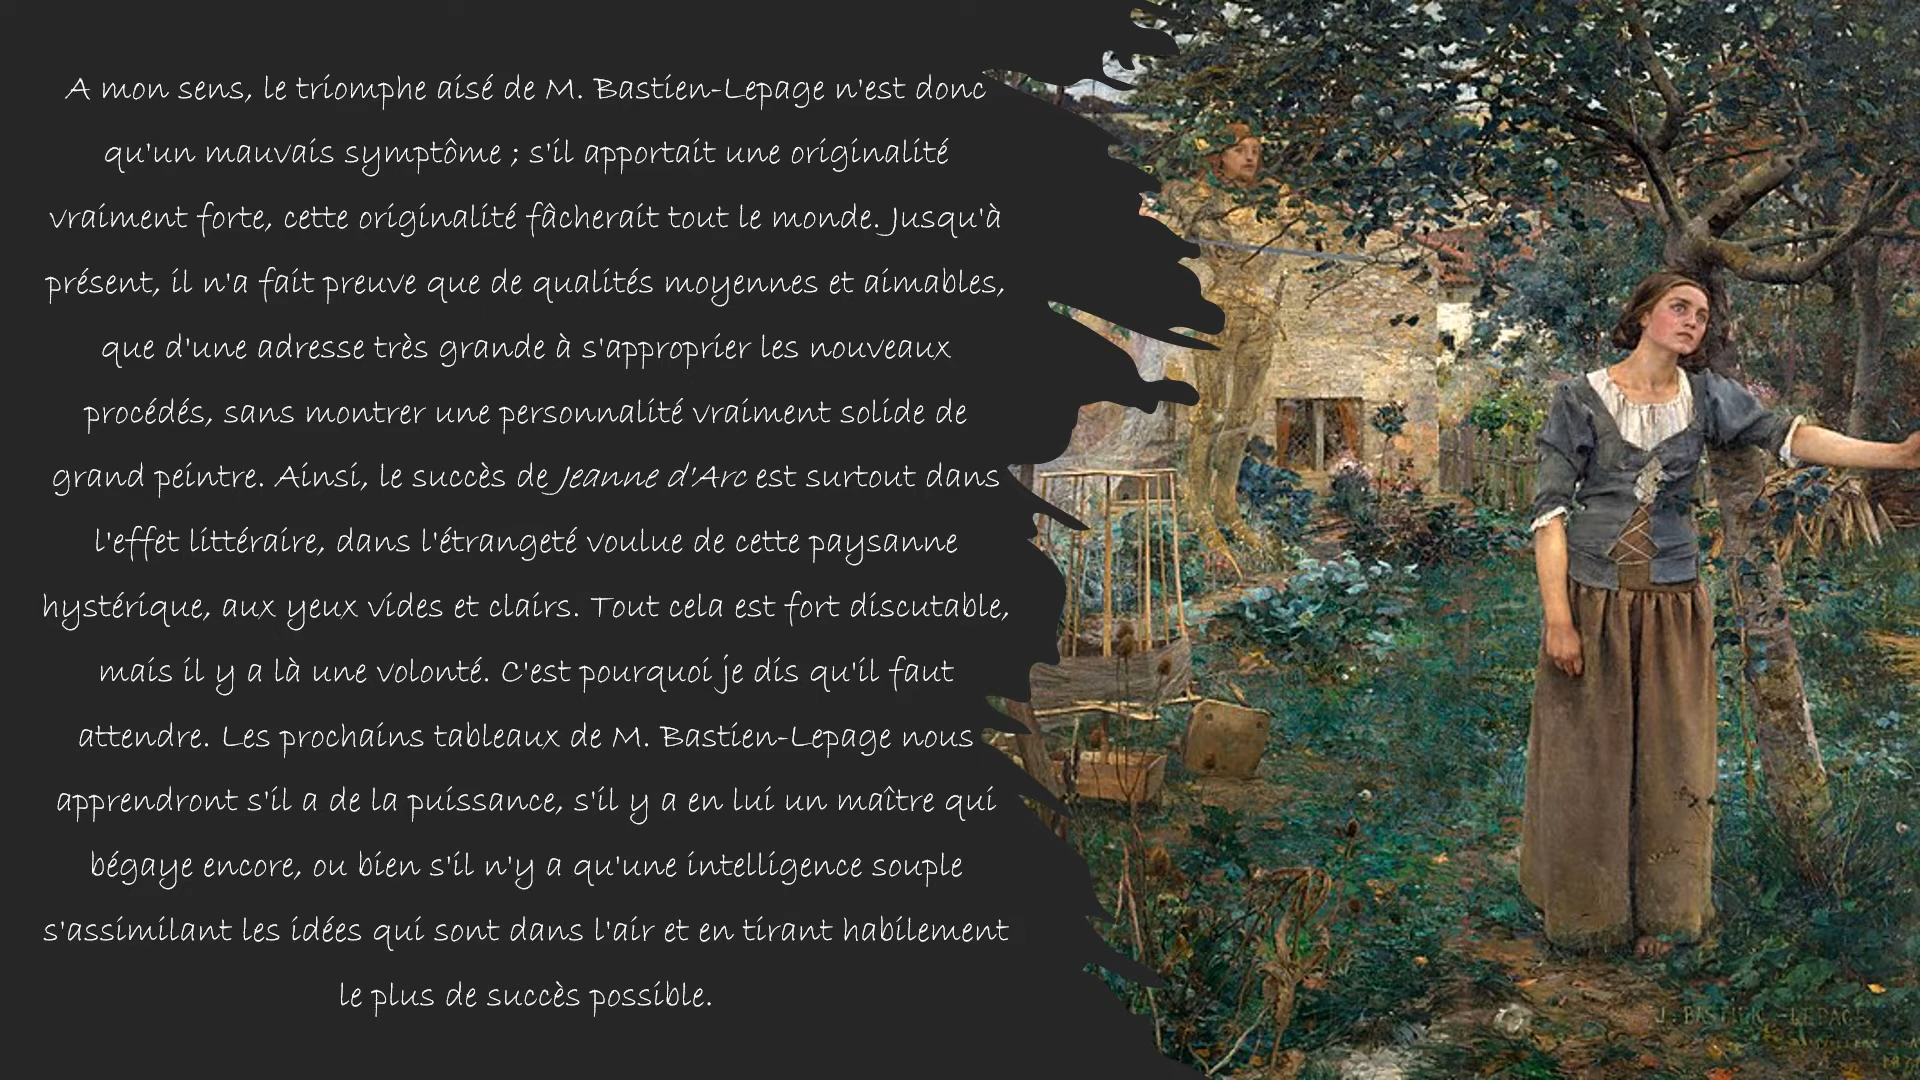 A mon sens, le triomphe aisé de M. Bastien-Lepage n'est donc
qu'un mauvais symptôme ; s'il apportait une originalité
vraiment forte, cette originalité fâcherait tout le monde. Jusqu'à
présent, il n'a fait preuve que de qualités moyennes et aimables,
que d'une adresse très grande à s'approprier les nouveaux
procédés, sans montrer une personnalité vraiment solide de
grand peintre. Ainsi, le succès de Jeanne d'Arc est surtout dans
l'effet littéraire, dans l'étrangeté voulue de cette paysanne
hystérique, aux yeux vides et clairs. Tout cela est fort discutable,
mais il y a là une volonté. C'est pourquoi je dis qu'il faut
attendre. Les prochains tableaux de M. Bastien-Lepage nous
apprendront s'il a de la puissance, s'il y a en lui un maître qui
bégaye encore, ou bien s'il n'y a qu'une intelligence souple
s'assimilant les idées qui sont dans l'air et en tirant habilement
le plus de succès possible.
J. BASTIEN-LEPAGE